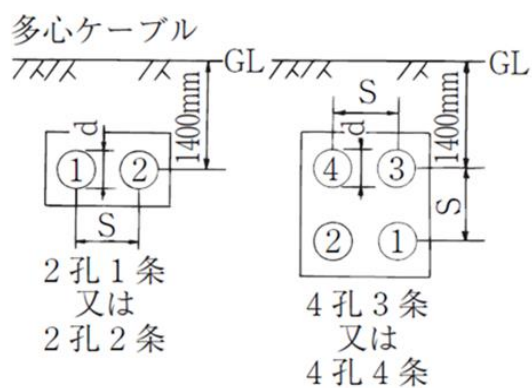 多心ケーブル
GL
GL
1400mm
1400mm
S
d
d
① ②
④ ③
S
S
② ①
2孔1条
又は
2孔2条
4孔3条
又は
4孔4条